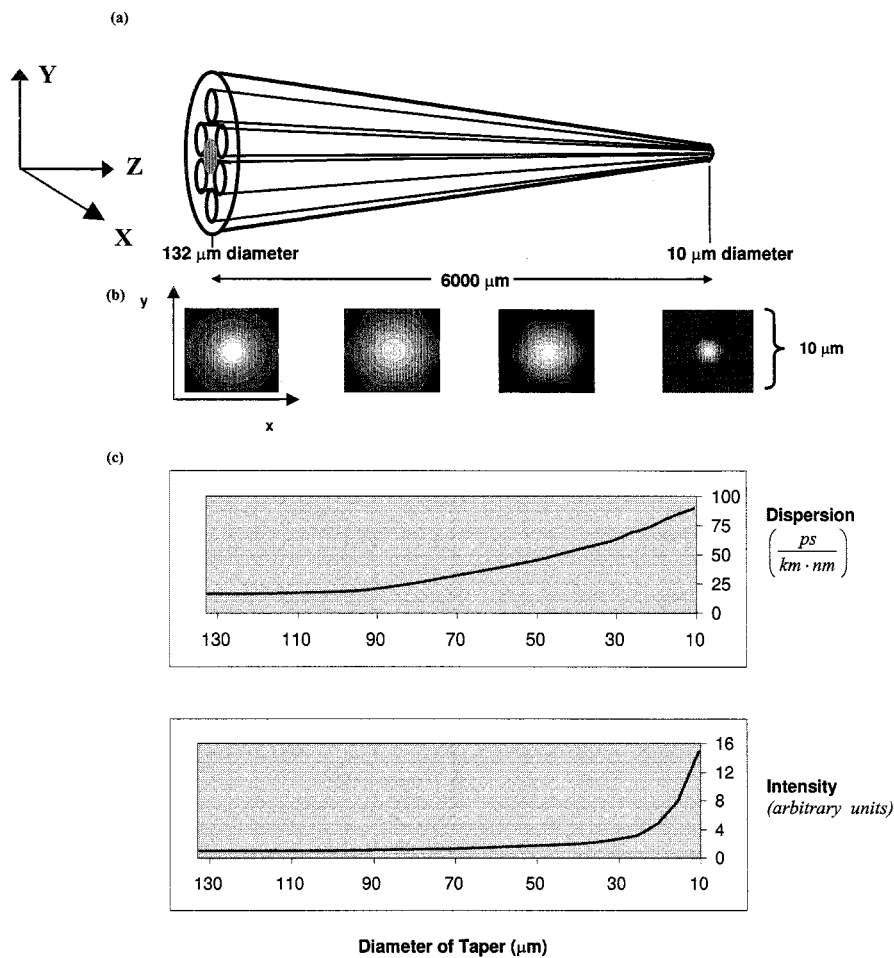 (a)
Y
Z
X
132 μm diameter
10 μm diameter
6000 μm
(b)
y
10 μm
x
(c)
100
75
50
25
0
130 110 90 70 50 30 10
Dispersion
(ps / km · nm)
16
12
8
4
0
130 110 90 70 50 30 10
Intensity
(arbitrary units)
Diameter of Taper (μm)